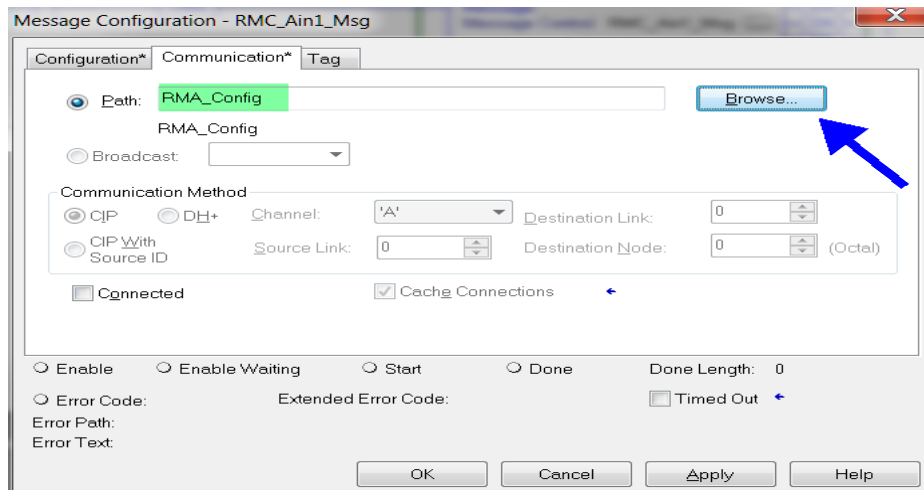 Message Configuration - RMC_Ain1_Msg
Configuration* Communication* Tag
Path: RMA_Config Browse...
RMA_Config
Broadcast:
Communication Method
CIP DH+ Channel: 'A' Destination Link: 0
CIP With Source ID Source Link: 0 Destination Node: 0 (Octal)
Connected Cache Connections
Enable Enable Waiting Start Done Done Length: 0
Error Code: Extended Error Code: Timed Out
Error Path:
Error Text:
OK Cancel Apply Help